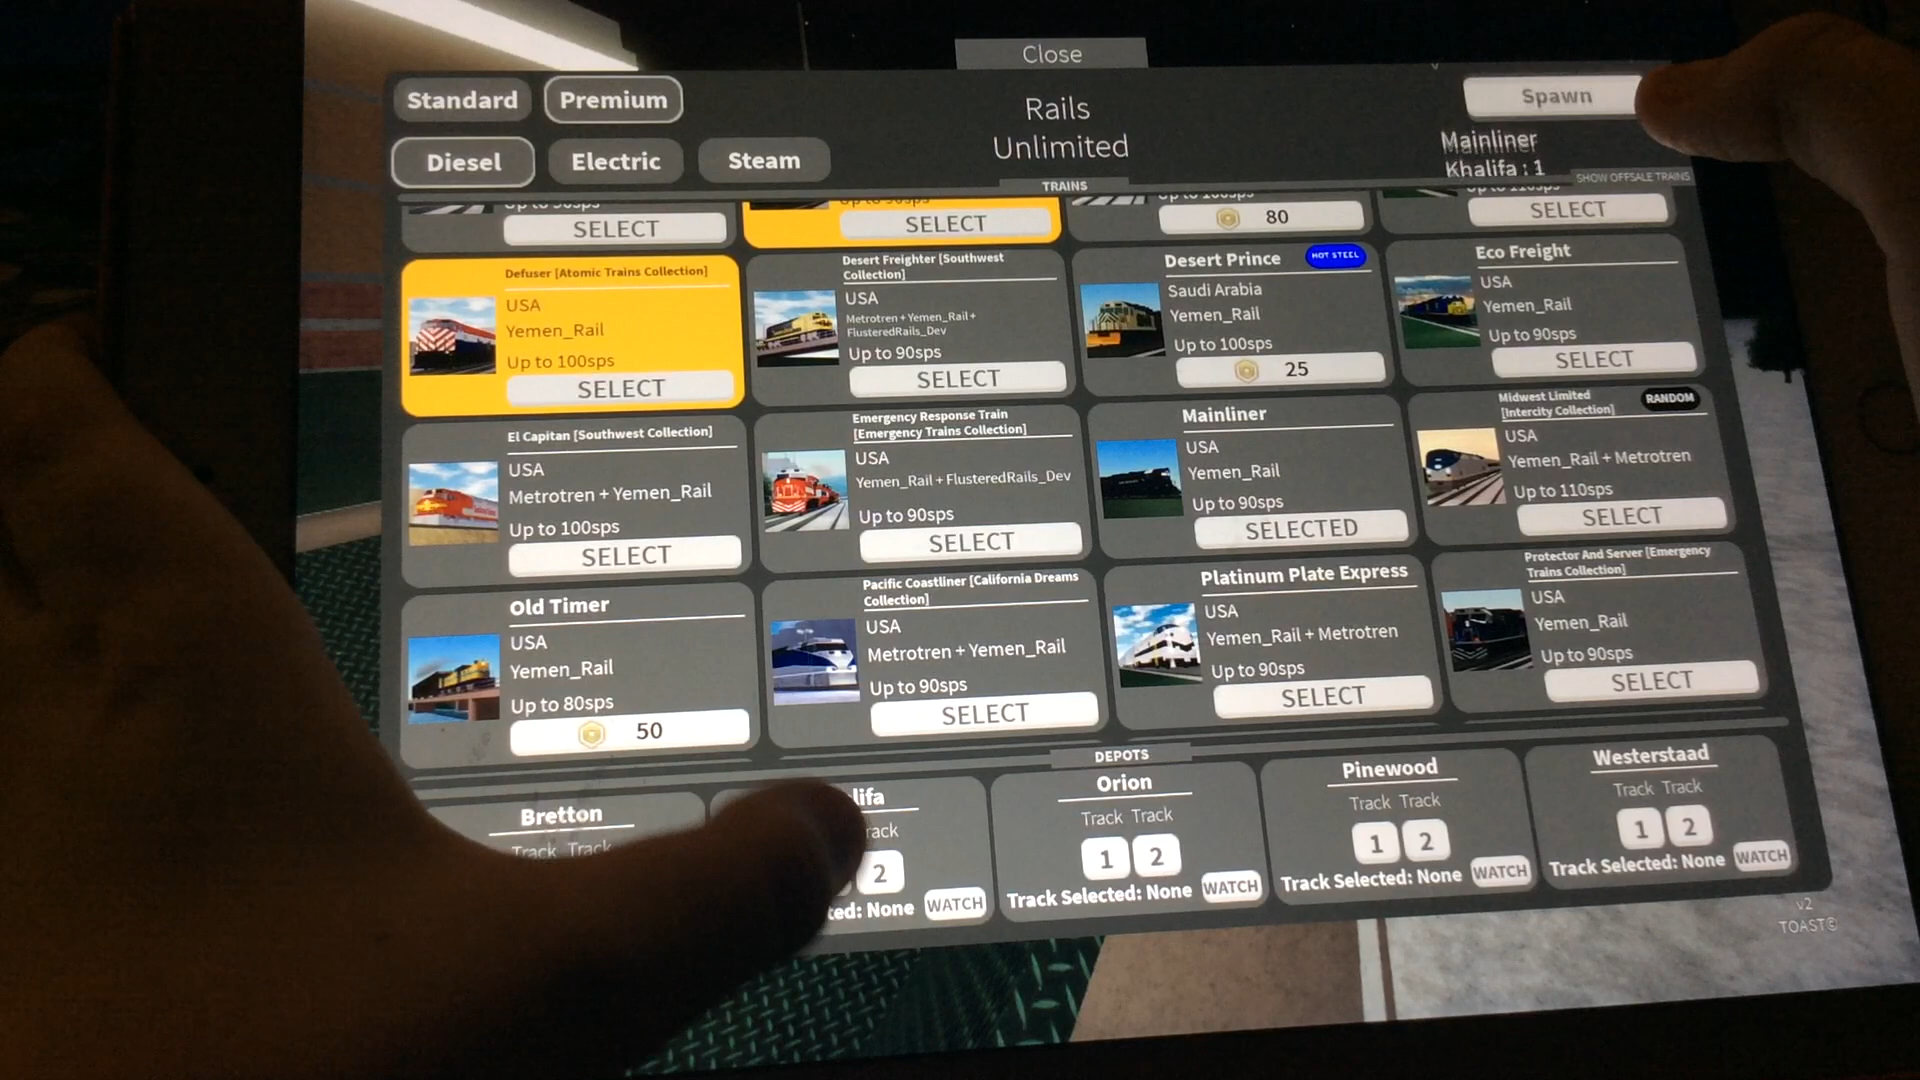 Close
Standard
Premium
Rails
Unlimited
Spawn
Diesel
Electric
Steam
Mainliner
Khalifa : 1
TRAINS
SHOW OFFSALE TRAINS
SELECT
SELECT
80
SELECT
Defuser [Atomic Trains Collection]
USA
Yemen_Rail
Up to 100sps
SELECT
Desert Freighter [Southwest
Collection]
USA
Metrotren + Yemen_Rail +
FlusteredRails_Dev
Up to 90sps
SELECT
Desert Prince
HOT STEEL
Saudi Arabia
Yemen_Rail
Up to 100sps
25
Eco Freight
USA
Yemen_Rail
Up to 90sps
SELECT
El Capitan [Southwest Collection]
USA
Metrotren + Yemen_Rail
Up to 100sps
SELECT
Emergency Response Train
[Emergency Trains Collection]
USA
Yemen_Rail + FlusteredRails_Dev
Up to 90sps
SELECT
Mainliner
USA
Yemen_Rail
Up to 90sps
SELECTED
Midwest Limited
[Intercity Collection]
RANDOM
USA
Yemen_Rail + Metrotren
Up to 110sps
SELECT
Old Timer
USA
Yemen_Rail
Up to 80sps
50
Pacific Coastliner [California Dreams
Collection]
USA
Metrotren + Yemen_Rail
Up to 90sps
SELECT
Platinum Plate Express
USA
Yemen_Rail + Metrotren
Up to 90sps
SELECT
Protector And Server [Emergency
Trains Collection]
USA
Yemen_Rail
Up to 90sps
SELECT
DEPOTS
Bretton
Track Track
lifa
rack
2
ted: None
WATCH
Orion
Track Track
1 2
Track Selected: None
WATCH
Pinewood
Track Track
1 2
Track Selected: None
WATCH
Westerstaad
Track Track
1 2
Track Selected: None
WATCH
v2
TOAST©